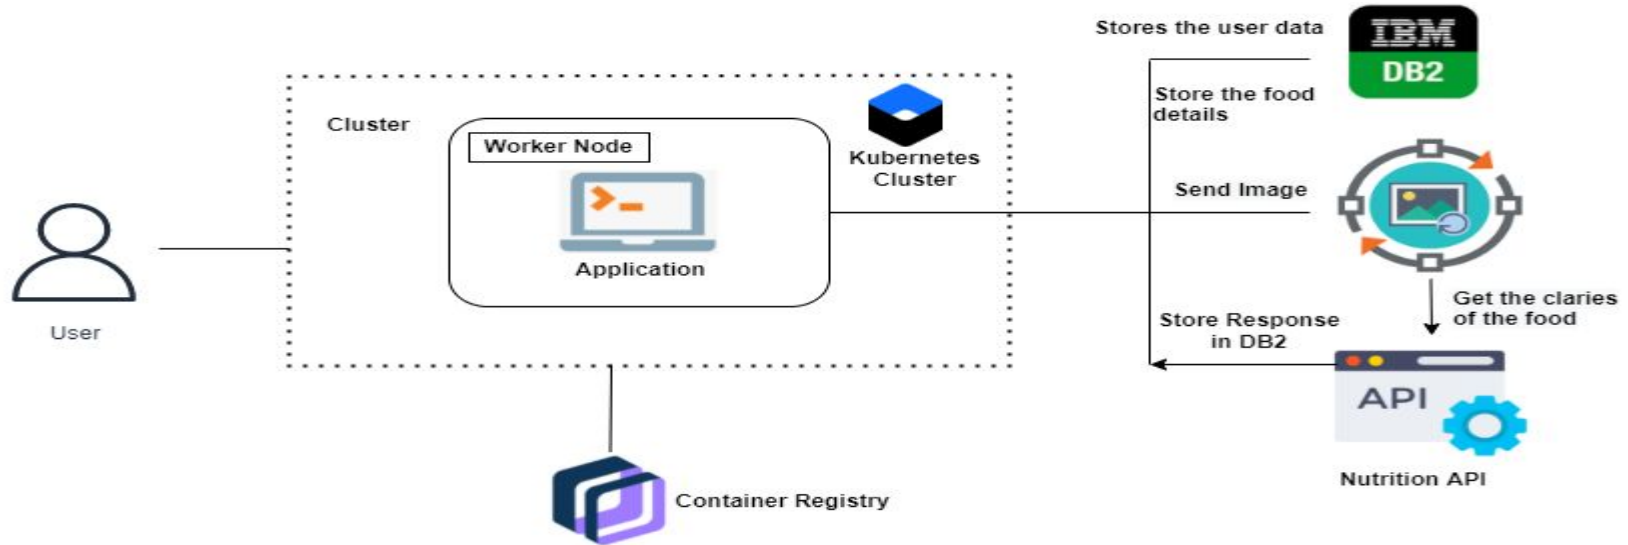 Stores the user data
IBM
DB2
Store the food
details
Cluster
Worker Node
Kubernetes
Cluster
Send Image
Application
User
Get the claries
of the food
Store Response
in DB2
API
Nutrition API
Container Registry